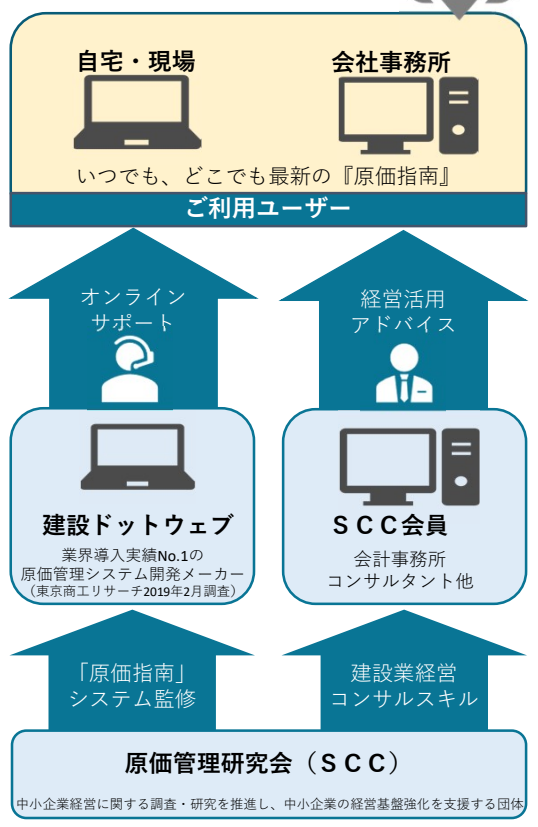 自宅・現場 会社事務所
いつでも、どこでも最新の『原価指南』
ご利用ユーザー
オンライン
サポート
経営活用
アドバイス
建設ドットウェブ
業界導入実績No.1の
原価管理システム開発メーカー
（東京商工リサーチ2019年2月調査）
ＳＣＣ会員
会計事務所
コンサルタント他
「原価指南」
システム監修
建設業経営
コンサルスキル
原価管理研究会（ＳＣＣ）
中小企業経営に関する調査・研究を推進し、中小企業の経営基盤強化を支援する団体